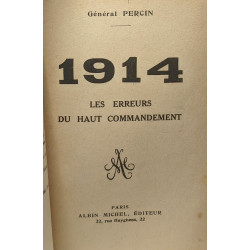 Général PERCIN
1914
LES ERREURS
DU HAUT COMMANDEMENT
PARIS
ALBIN MICHEL, ÉDITEUR
22, rue Huyghens, 22